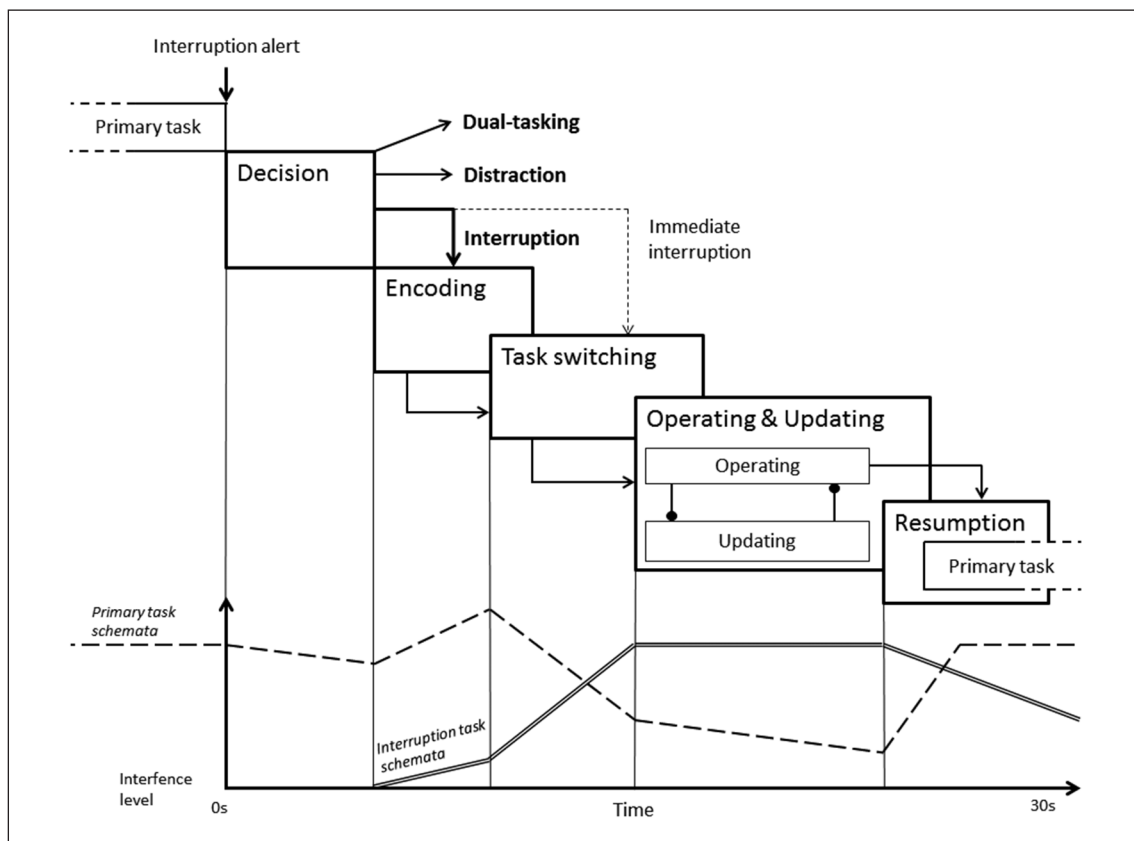 Interruption alert
Primary task
Dual-tasking
Decision
Distraction
Immediate
interruption
Interruption
Encoding
Task switching
Operating & Updating
Operating
Updating
Resumption
Primary task
Primary task
schemata
Interruption task
schemata
Interfence
level
0s
Time
30s